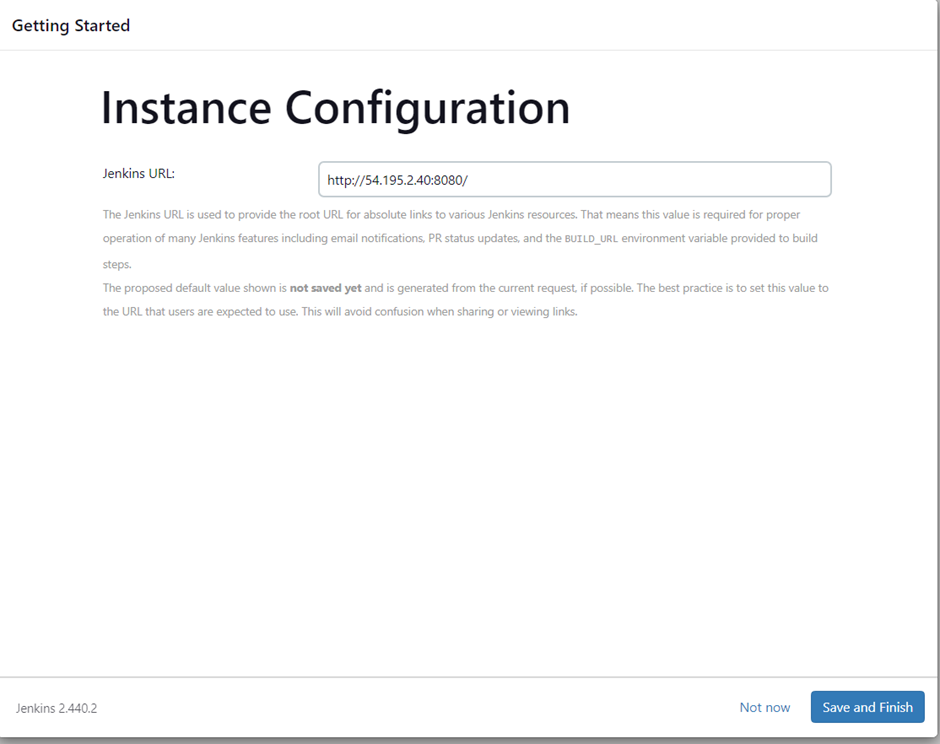 Getting Started
Instance Configuration
Jenkins URL:
http://54.195.2.40:8080/
The Jenkins URL is used to provide the root URL for absolute links to various Jenkins resources. That means this value is required for proper
operation of many Jenkins features including email notifications, PR status updates, and the BUILD_URL environment variable provided to build
steps.
The proposed default value shown is not saved yet and is generated from the current request, if possible. The best practice is to set this value to
the URL that users are expected to use. This will avoid confusion when sharing or viewing links.
Jenkins 2.440.2
Not now
Save and Finish